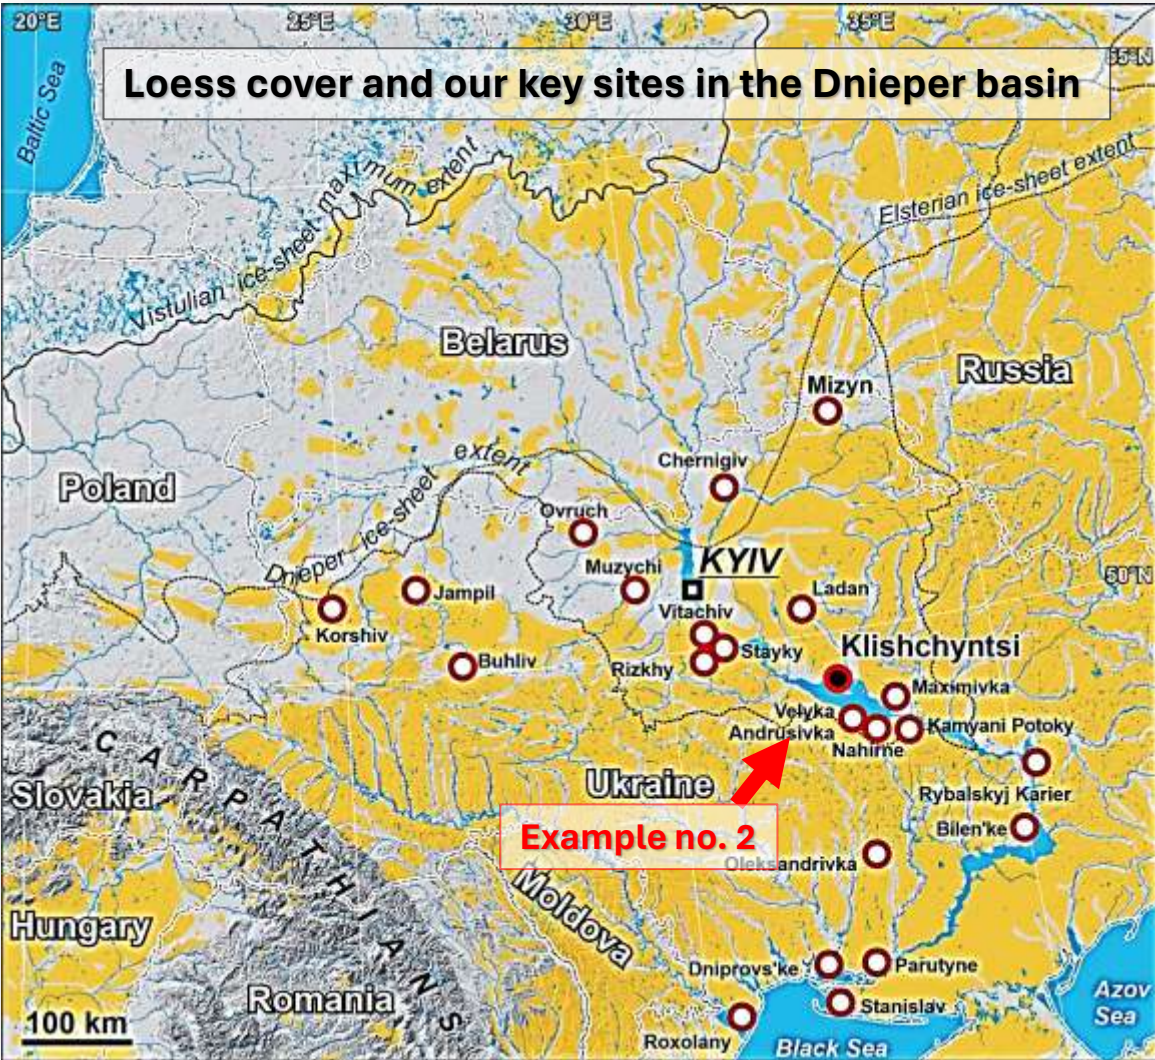 20°E
25°E
30°E
35°E
55°N
Loess cover and our key sites in the Dnieper basin
Baltic Sea
Vistulian ice-sheet maximum extent
Elsterian ice-sheet extent
Belarus
Russia
Mizyn
Poland
Chernigiv
Dnieper ice-sheet extent
Ovruch
KYIV
50°N
Muzychi
Jampil
Ladan
Vitachiv
Korshiv
Klishchyntsi
Stayky
Buhliv
Rizkhy
Maximivka
Velyka
Andrusivka
Kamyani Potoky
Nahirne
CARPATHIANS
Slovakia
Ukraine
Rybalskyj Karier
Example no. 2
Bilen'ke
Oleksandrivka
Moldova
Hungary
Dniprovs'ke
Parutyne
Romania
Stanislav
Azov
Sea
100 km
Roxolany
Black Sea